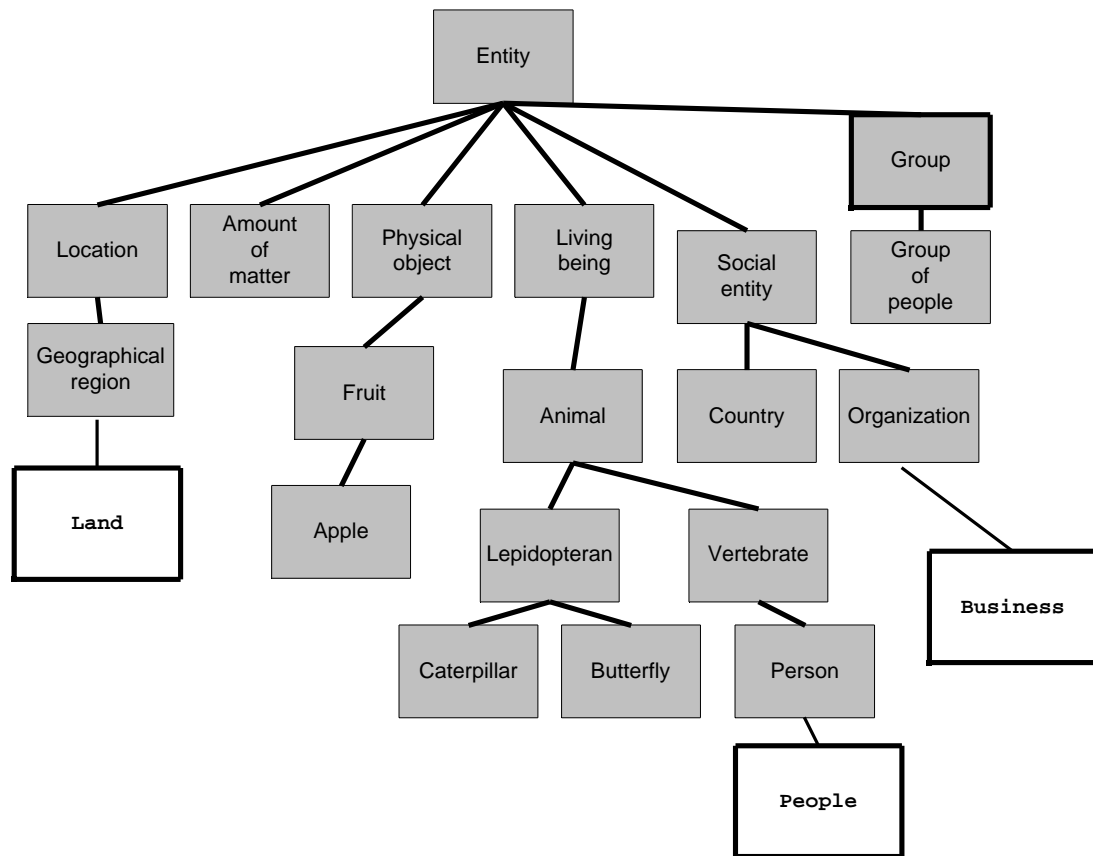 Entity
Group
Location
Amount
of
matter
Physical
object
Living
being
Social
entity
Group
of
people
Geographical
region
Fruit
Animal
Country
Organization
Land
Apple
Lepidopteran
Vertebrate
Business
Caterpillar
Butterfly
Person
People